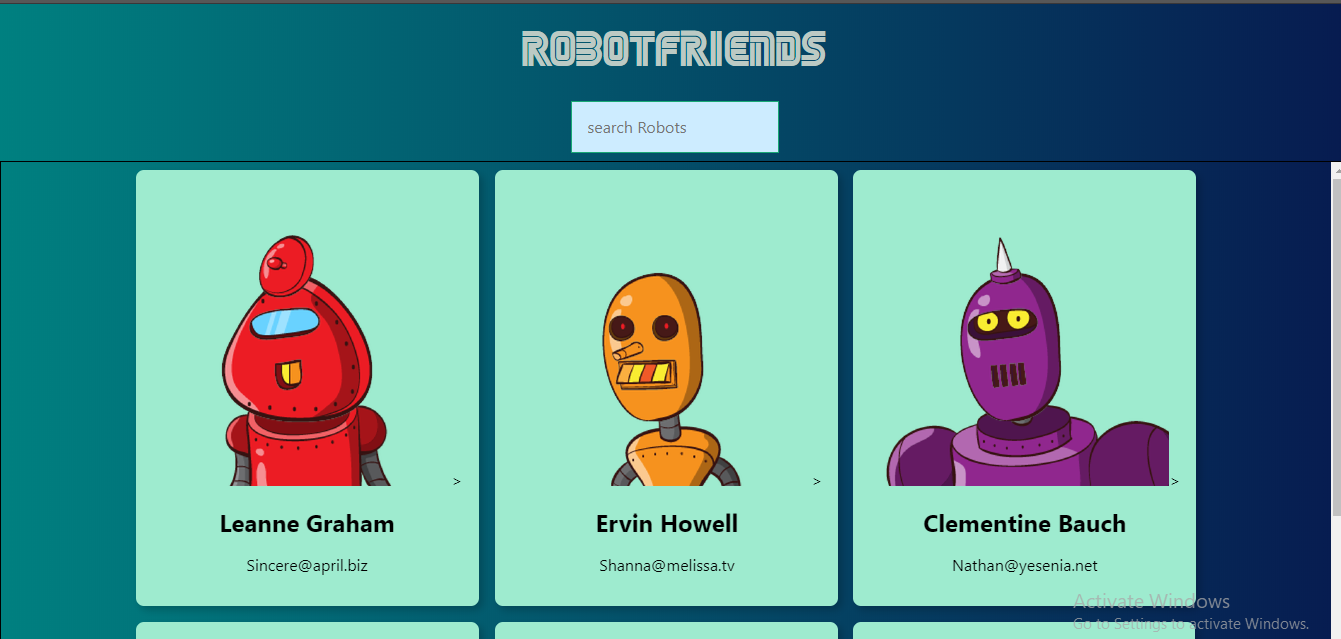 ROBOTFRIENDS
search Robots
>
>
>
Leanne Graham
Ervin Howell
Clementine Bauch
Sincere@april.biz
Shanna@melissa.tv
Nathan@yesenia.net
Activate Windows
Go to Settings to activate Windows.